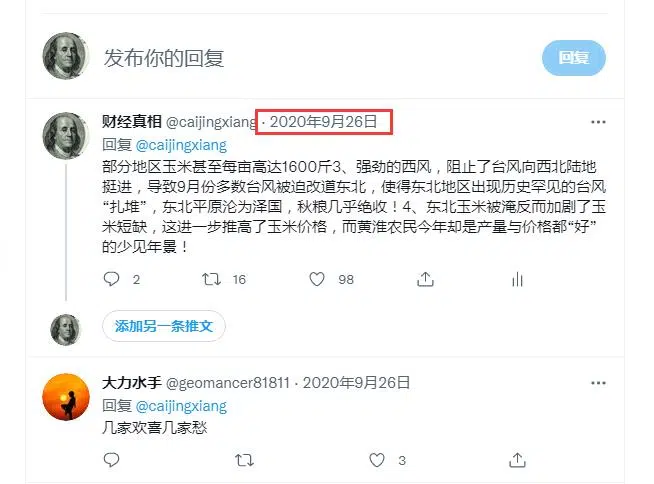 发布你的回复
回复
财经真相 @caijingxiang · 2020年9月26日
回复 @caijingxiang
部分地区玉米甚至每亩高达1600斤3、强劲的西风，阻止了台风向西北陆地
挺进，导致9月份多数台风被迫改道东北，使得东北地区出现历史罕见的台风
“扎堆”，东北平原沦为泽国，秋粮几乎绝收！4、东北玉米被淹反而加剧了玉
米短缺，这进一步推高了玉米价格，而黄淮农民今年却是产量与价格都“好”
的少见年景！
2 16 98
添加另一条推文
大力水手 @geomancer81811 · 2020年9月26日
回复 @caijingxiang
几家欢喜几家愁
3